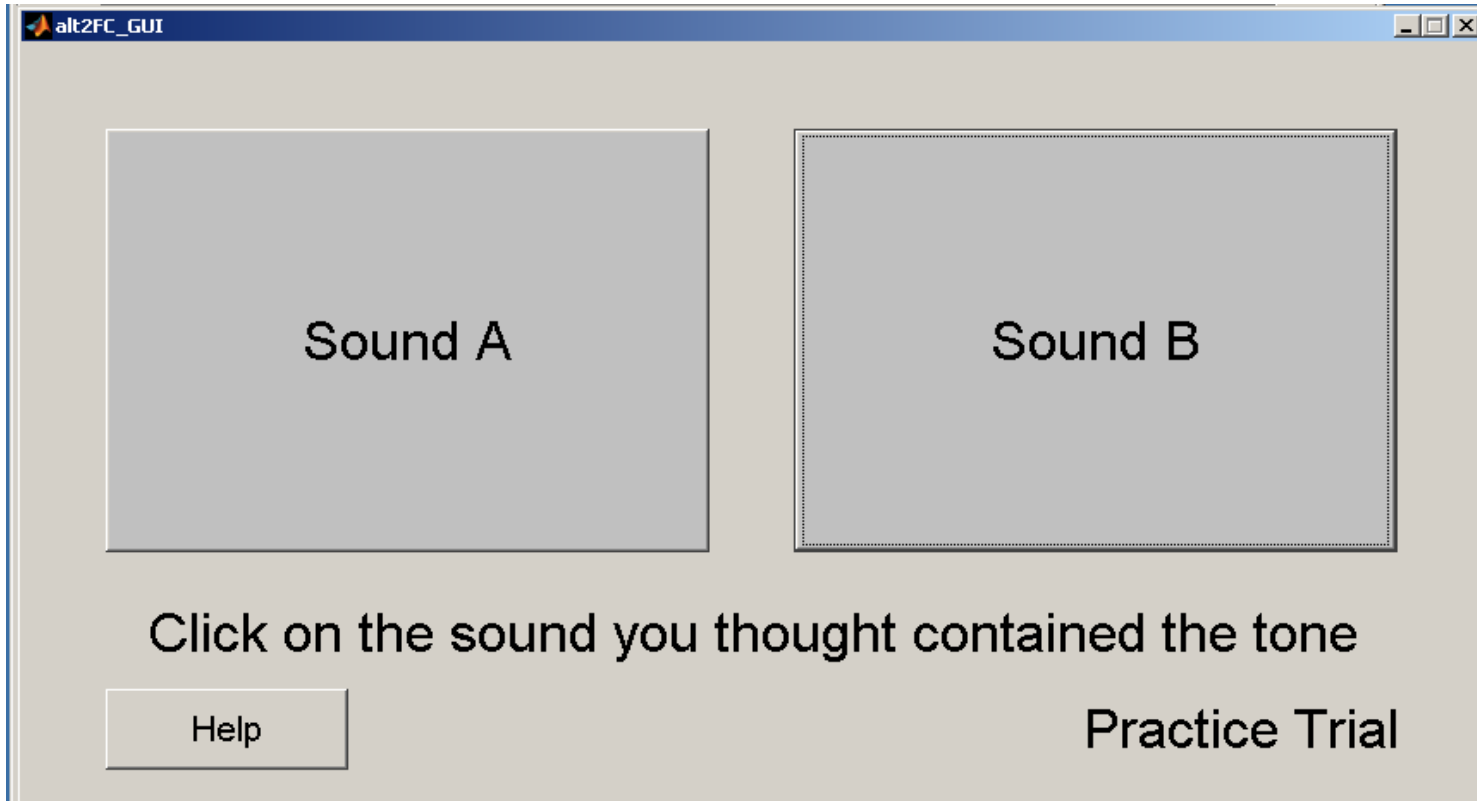 alt2FC_GUI
Sound A
Sound B
Click on the sound you thought contained the tone
Help
Practice Trial